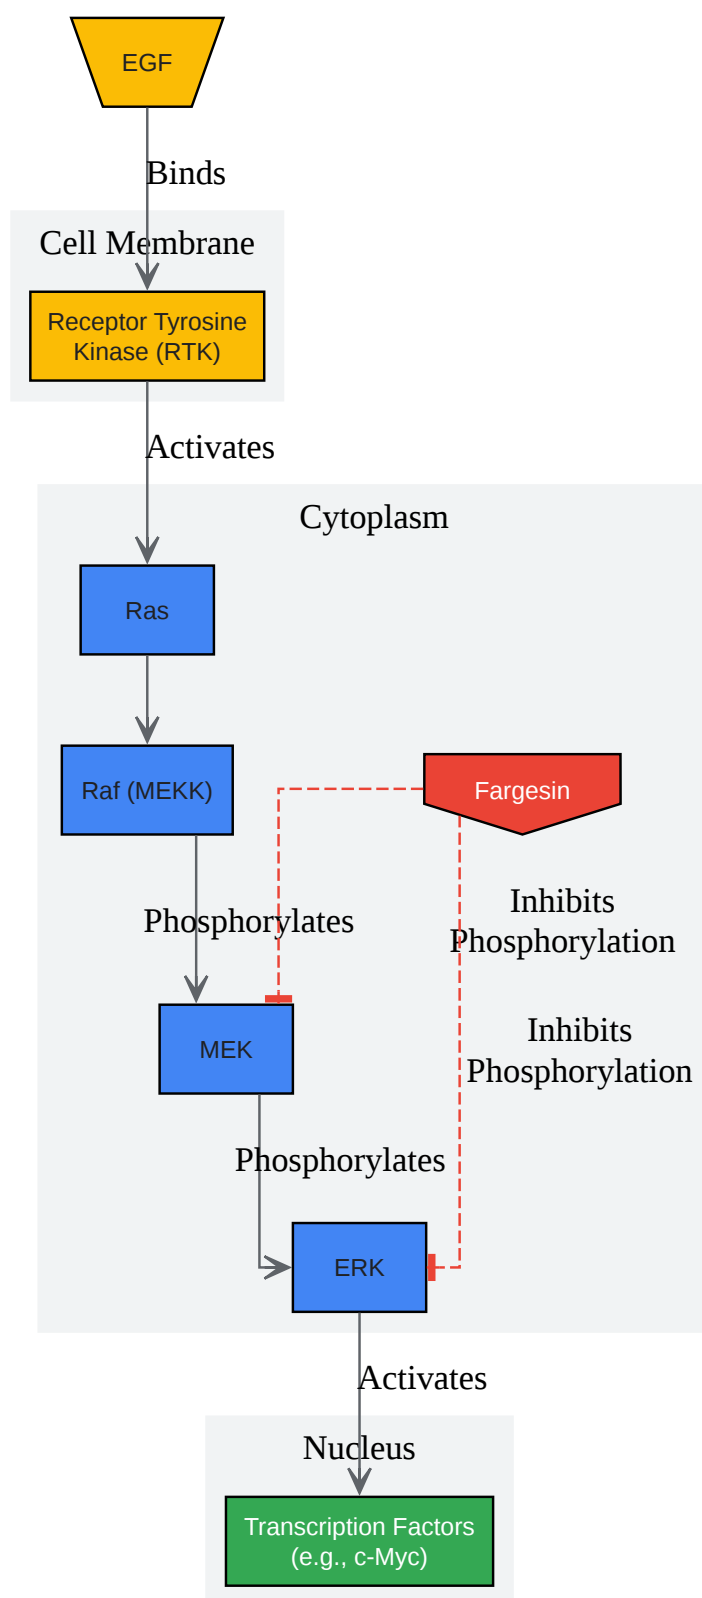 EGF
Binds
Cell Membrane
Receptor Tyrosine
Kinase (RTK)
Activates
Cytoplasm
Ras
Raf (MEKK)
Fargesin
Phosphorylates
Inhibits
Phosphorylation
MEK
Inhibits
Phosphorylation
Phosphorylates
ERK
Activates
Nucleus
Transcription Factors
(e.g., c-Myc)